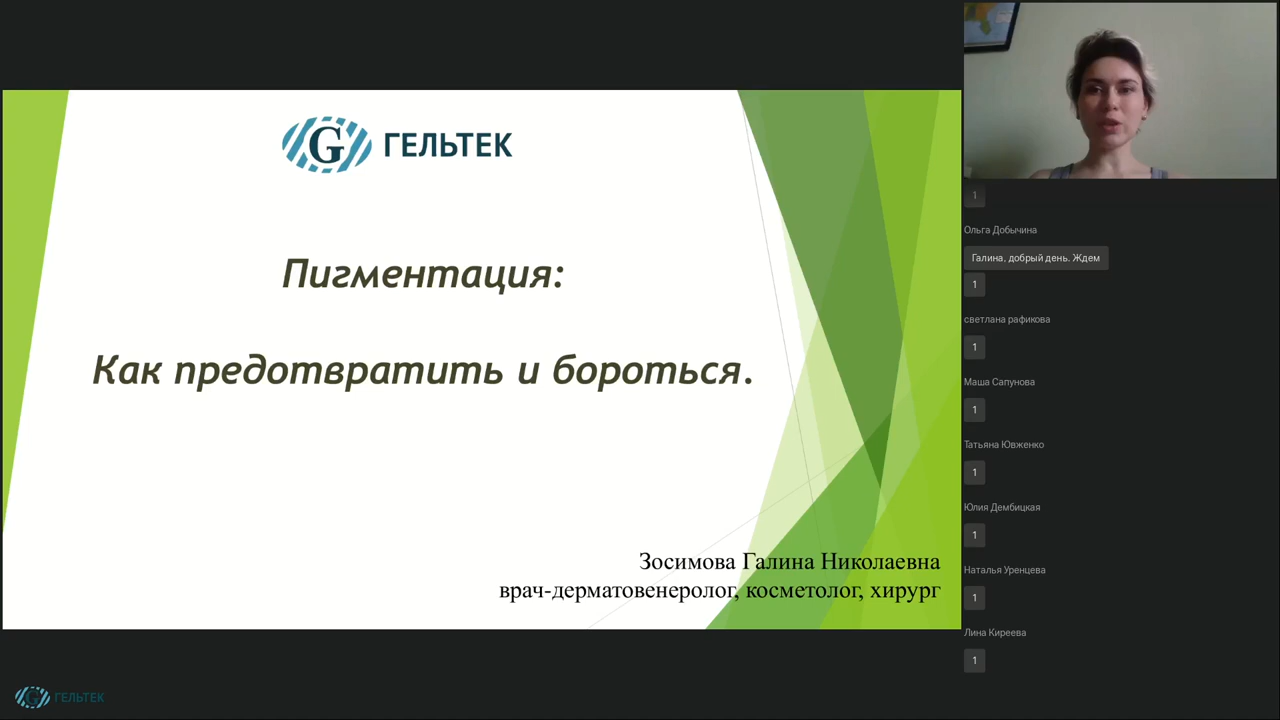 ГЕЛЬТЕК
Пигментация:
Как предотвратить и бороться.
Зосимова Галина Николаевна
врач-дерматовенеролог, косметолог, хирург
1
Ольга Добычина
Галина. добрый день. Ждем
1
светлана рафикова
1
Маша Сапунова
1
Татьяна Ювженко
1
Юлия Дембицкая
1
Наталья Уренцева
1
Лина Киреева
1
ГЕЛЬТЕК